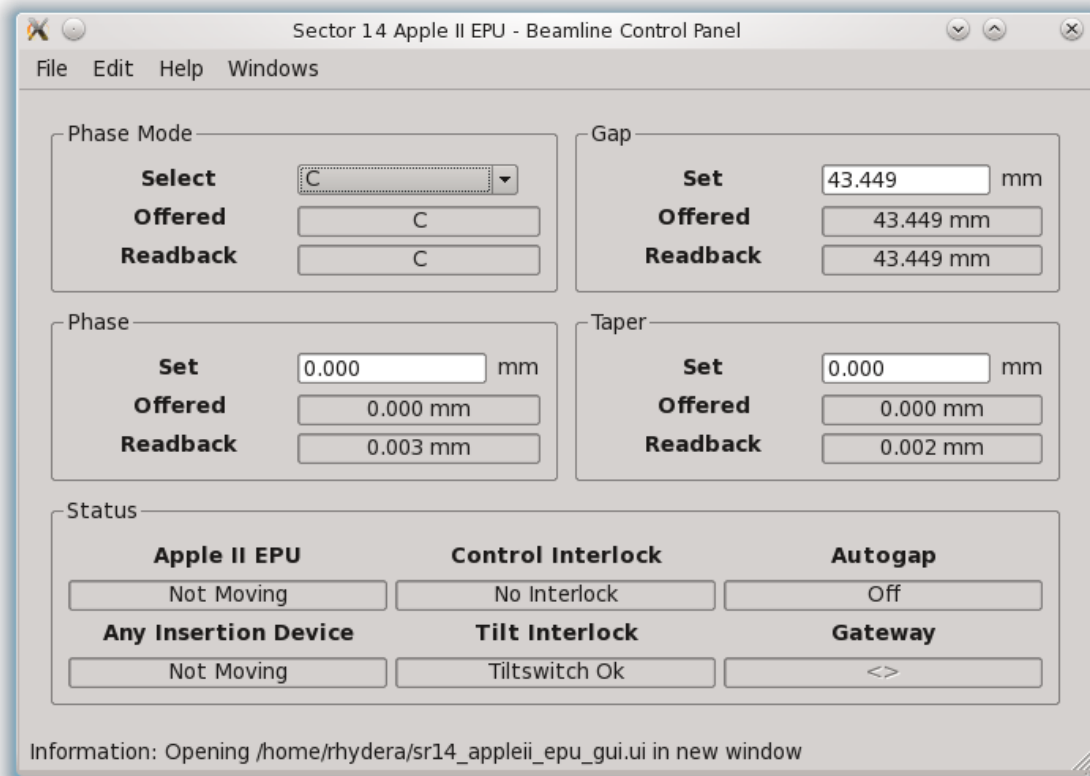 Sector 14 Apple II EPU - Beamline Control Panel
File Edit Help Windows
Phase Mode
Select C
Offered C
Readback C
Gap
Set 43.449 mm
Offered 43.449 mm
Readback 43.449 mm
Phase
Set 0.000 mm
Offered 0.000 mm
Readback 0.003 mm
Taper
Set 0.000 mm
Offered 0.000 mm
Readback 0.002 mm
Status
Apple II EPU Control Interlock Autogap
Not Moving No Interlock Off
Any Insertion Device Tilt Interlock Gateway
Not Moving Tiltswitch Ok <>
Information: Opening /home/rhydera/sr14_appleii_epu_gui.ui in new window